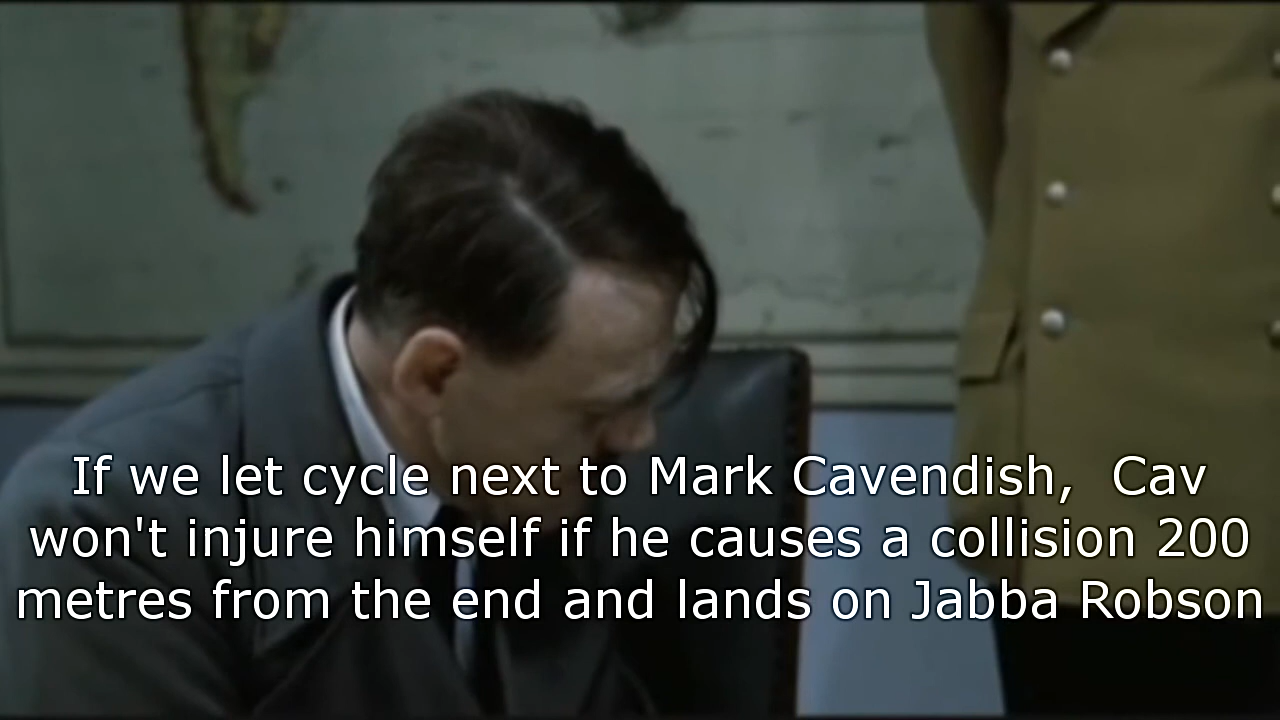 If we let cycle next to Mark Cavendish,  Cav
won't injure himself if he causes a collision 200
metres from the end and lands on Jabba Robson